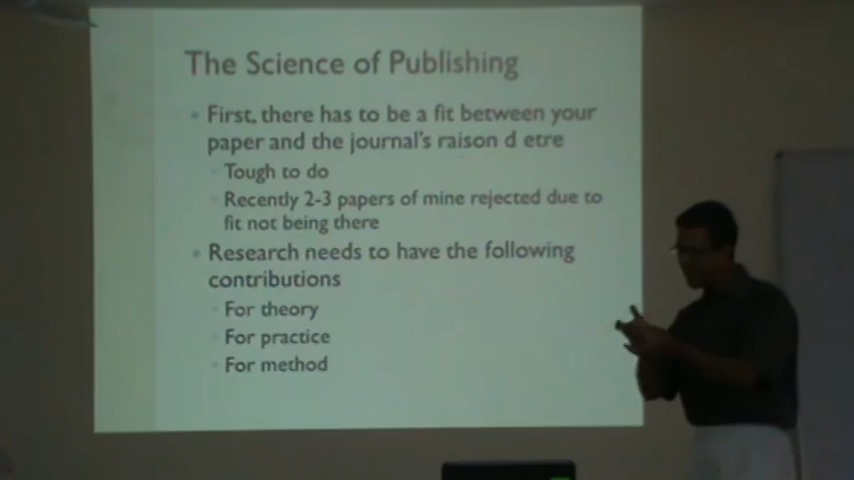 The Science of Publishing
First, there has to be a fit between your
paper and the journal's raison d etre
Tough to do
Recently 2-3 papers of mine rejected due to
fit not being there
Research needs to have the following
contributions
For theory
For practice
For method